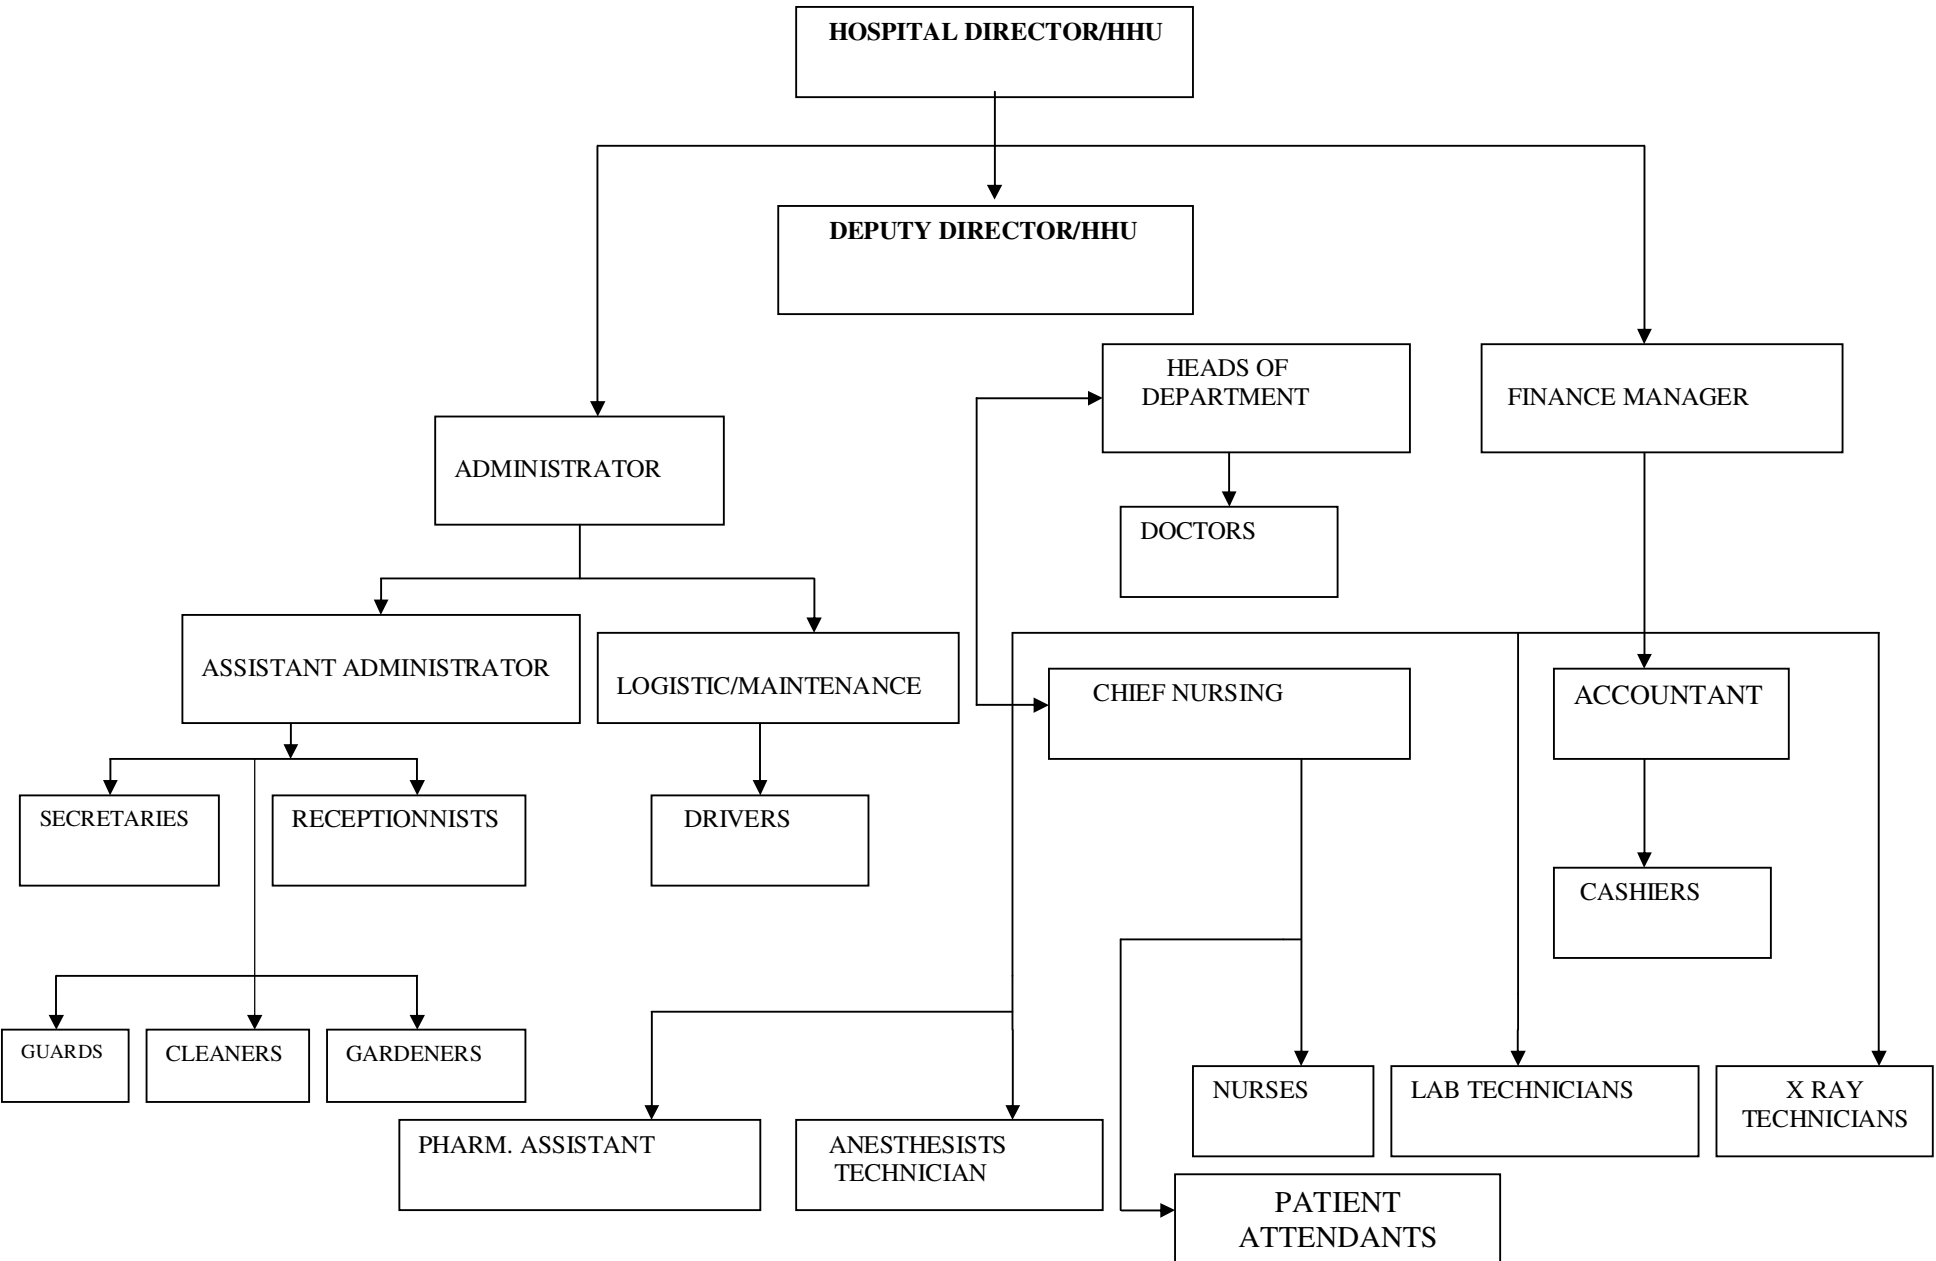 HOSPITAL DIRECTOR/HHU
DEPUTY DIRECTOR/HHU
HEADS OF
DEPARTMENT
FINANCE MANAGER
ADMINISTRATOR
DOCTORS
ASSISTANT ADMINISTRATOR
LOGISTIC/MAINTENANCE
CHIEF NURSING
ACCOUNTANT
SECRETARIES
RECEPTIONNISTS
DRIVERS
CASHIERS
GUARDS
CLEANERS
GARDENERS
NURSES
LAB TECHNICIANS
X RAY
TECHNICIANS
PHARM. ASSISTANT
ANESTHESISTS
TECHNICIAN
PATIENT
ATTENDANTS